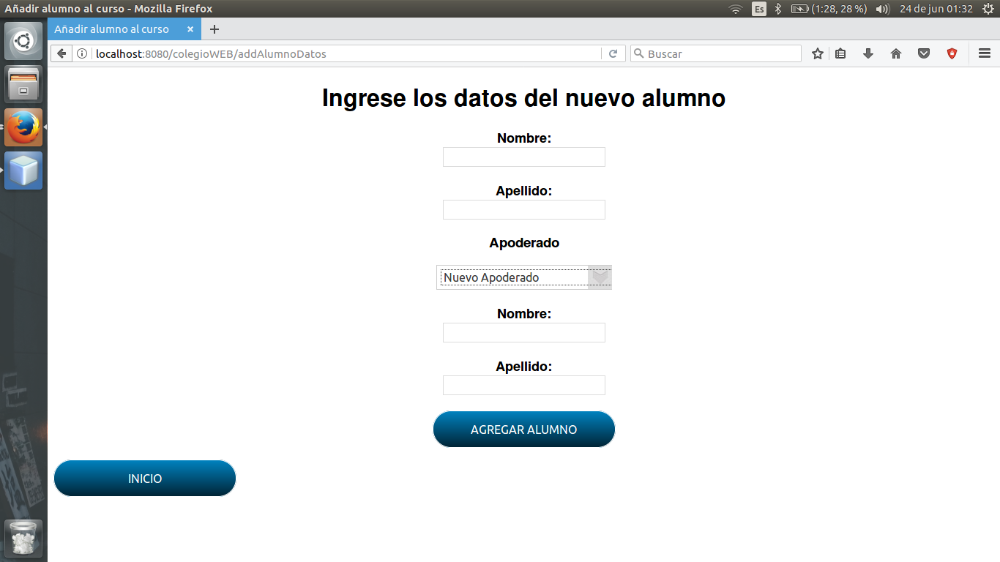 Añadir alumno al curso - Mozilla Firefox
Es
(1:28, 28 %)
24 de jun 01:32
Añadir alumno al curso
localhost:8080/colegioWEB/addAlumnoDatos
Buscar
Ingrese los datos del nuevo alumno
Nombre:
Apellido:
Apoderado
Nuevo Apoderado
Nombre:
Apellido:
AGREGAR ALUMNO
INICIO